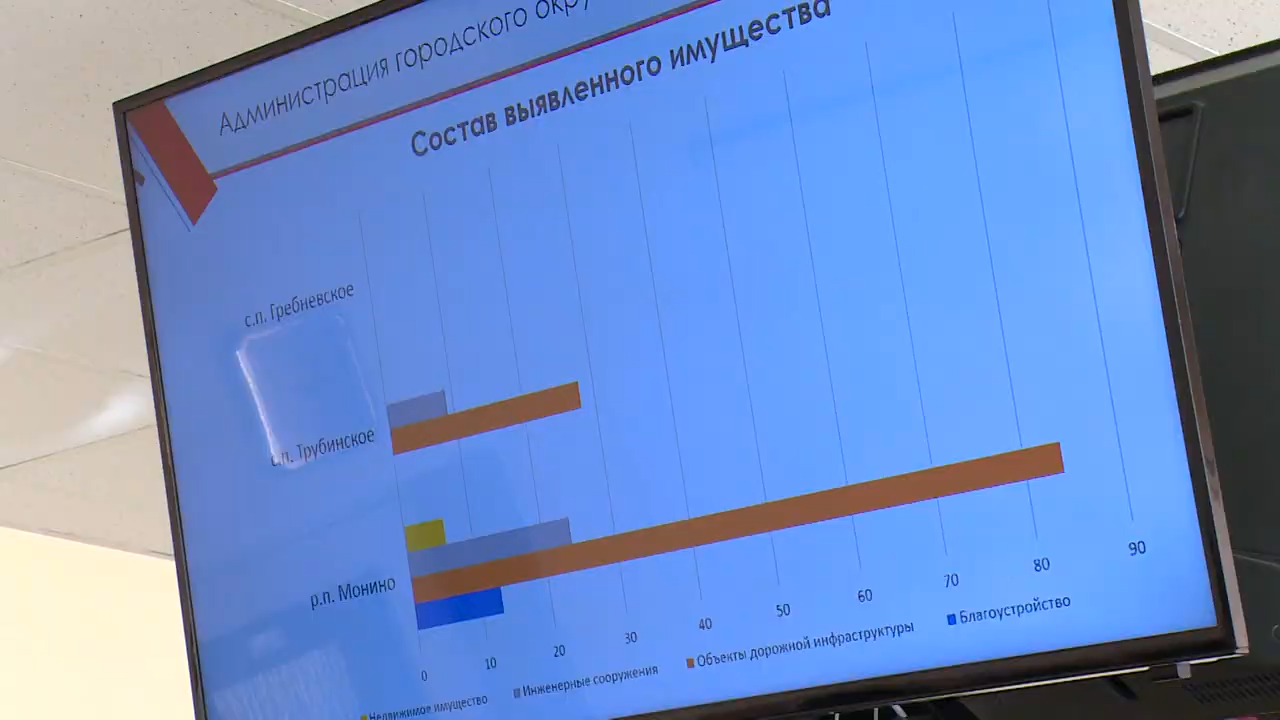 Администрация городского
Состав выявленного имущества
с.п. Гребневское
с.п. Трубинское
р.п. Монино
0 10 20 30 40 50 60 70 80 90
Недвижимое имущество Инженерные сооружения Объекты дорожной инфраструктуры Благоустройство